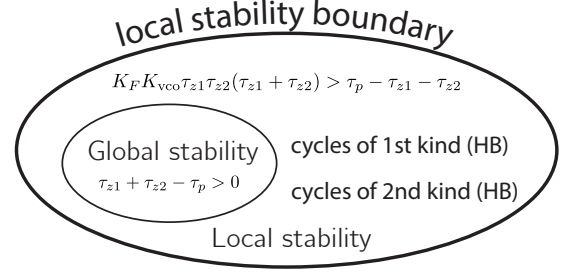 local stability boundary
K_F K_vco τ_z1 τ_z2 (τ_z1 + τ_z2) > τ_p − τ_z1 − τ_z2
Global stability
τ_z1 + τ_z2 − τ_p > 0
cycles of 1st kind (HB)
cycles of 2nd kind (HB)
Local stability